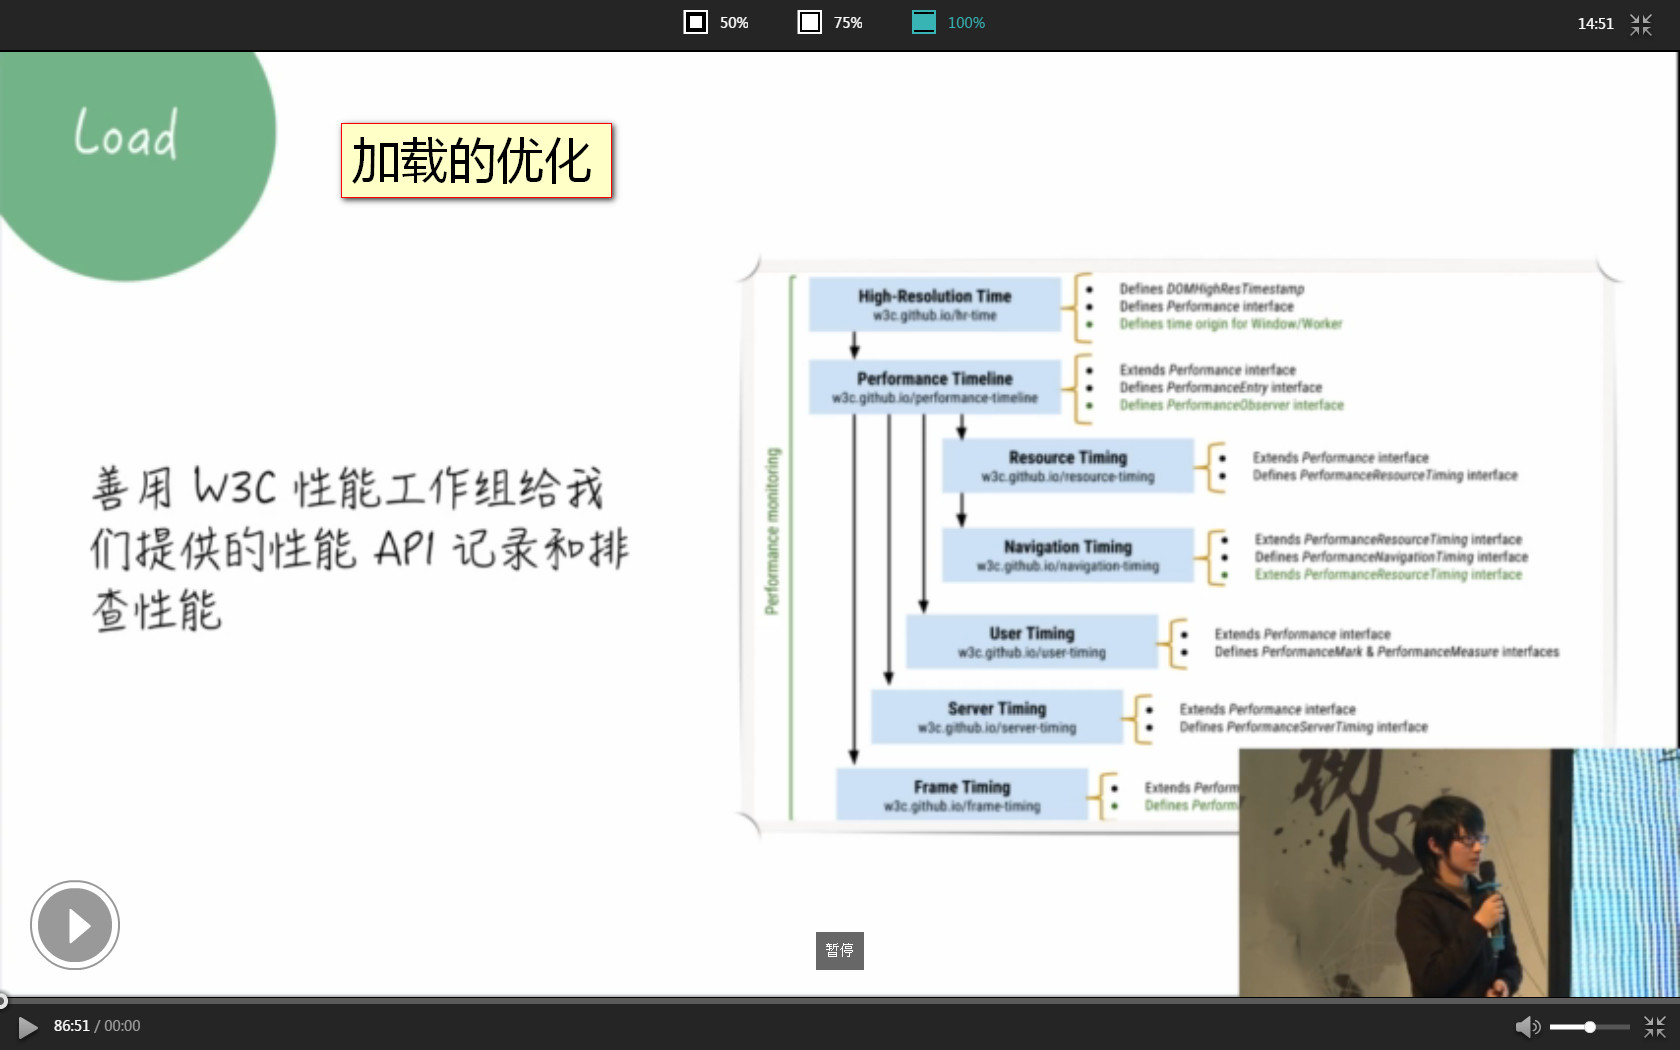 50%
75%
100%
14:51
Load
加载的优化
善用 W3C 性能工作组给我
们提供的性能 API 记录和排
查性能
Performance monitoring
High-Resolution Time
w3c.github.io/hr-time
Defines DOMHighResTimestamp
Defines Performance interface
Defines time origin for Window/Worker
Performance Timeline
w3c.github.io/performance-timeline
Extends Performance interface
Defines PerformanceEntry interface
Defines PerformanceObserver interface
Resource Timing
w3c.github.io/resource-timing
Extends Performance interface
Defines PerformanceResourceTiming interface
Navigation Timing
w3c.github.io/navigation-timing
Extends PerformanceResourceTiming interface
Defines PerformanceNavigationTiming interface
Extends PerformanceResourceTiming interface
User Timing
w3c.github.io/user-timing
Extends Performance interface
Defines PerformanceMark & PerformanceMeasure interfaces
Server Timing
w3c.github.io/server-timing
Extends Performance interface
Defines PerformanceServerTiming interface
Frame Timing
w3c.github.io/frame-timing
Extends Perform
Defines Perform
暂停
86:51 / 00:00